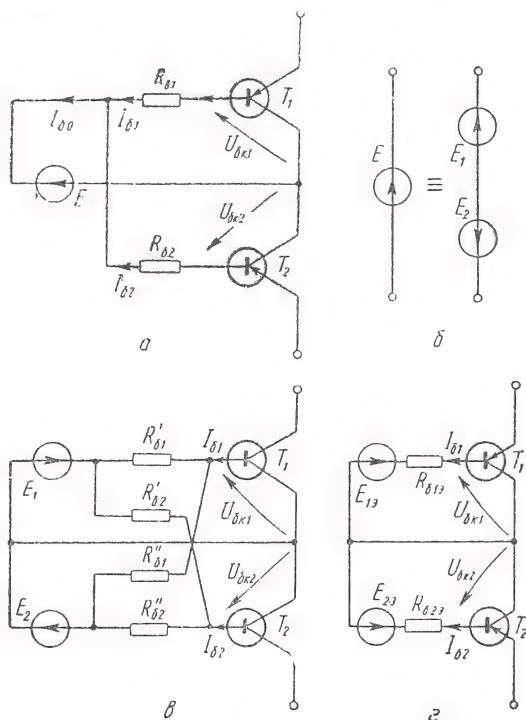 R_б1
T_1
I_б0
I_б1
U_бк1
E
U_бк2
R_б2
T_2
I_б2
а
E
≡
E_1
E_2
б
R'_б1
I_б1
E_1
R'_б2
T_1
U_бк1
R''_б1
E_2
R''_б2
U_бк2
T_2
I_б2
в
I_б1
T_1
E_1э
R_б1э
U_бк1
U_бк2
E_2э
R_б2э
T_2
I_б2
г